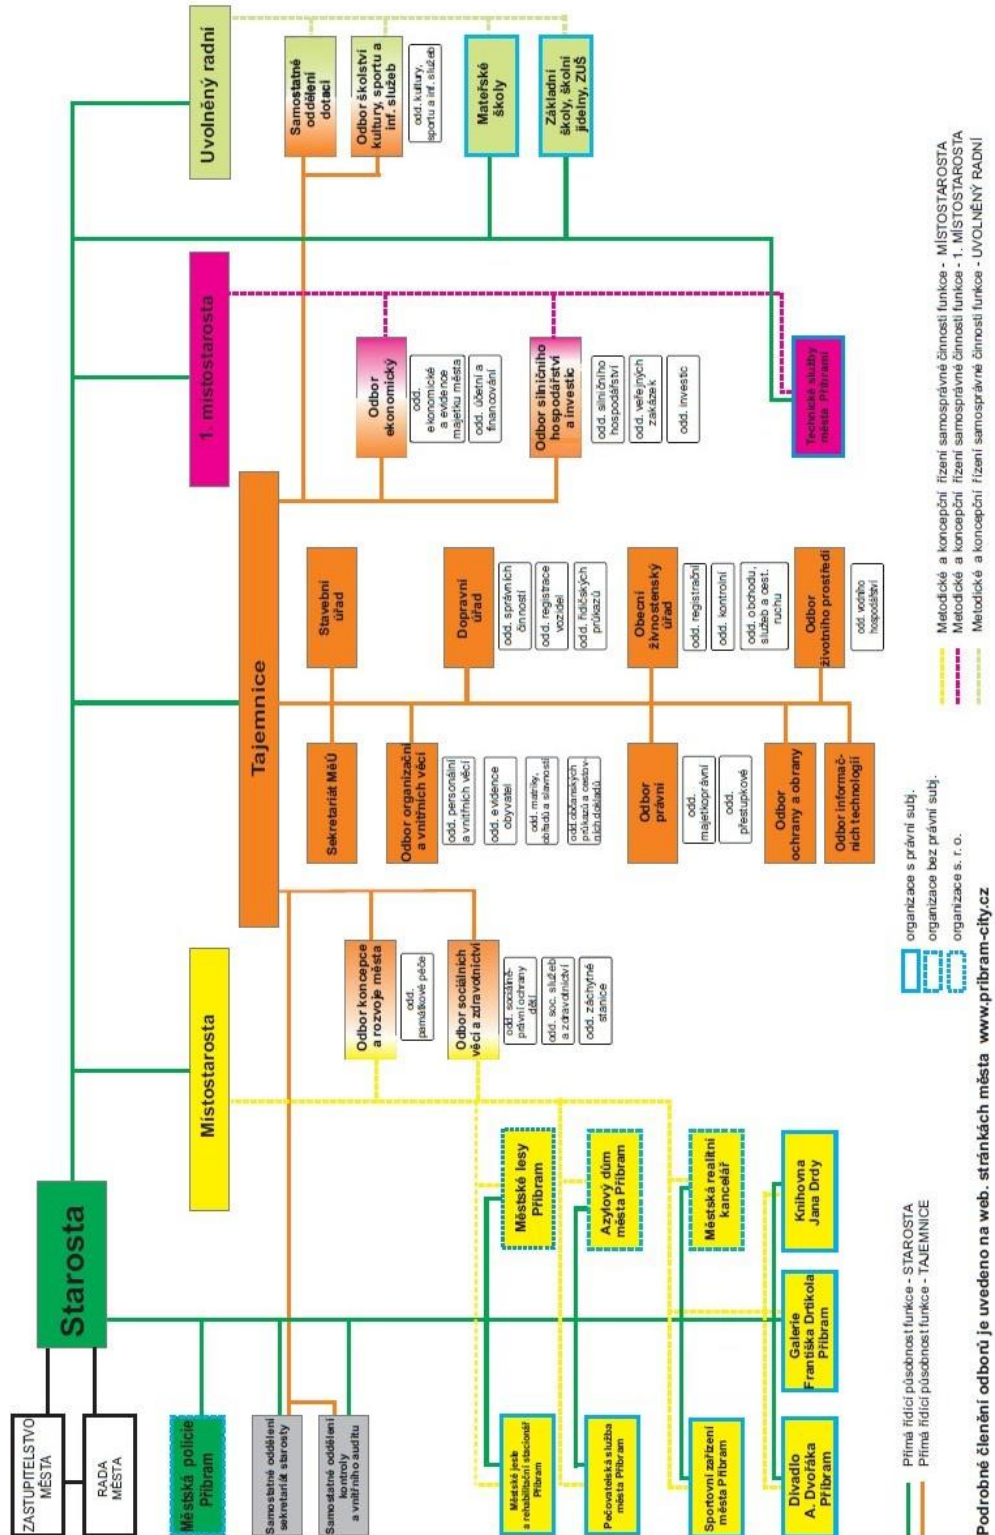 ZASTUPITELSTVO
MĚSTA
RADA
MĚSTA
Starosta
Městská policie
Příbram
Samostatné oddělení
sekretariát starosty
Samostatné oddělení
kontroly
a vnitřního auditu
Místostarosta
Tajemnice
1. místostarosta
Uvolněný radní
Odbor koncepce
a rozvoje města
odd.
památkové péče
Odbor sociálních
věcí a zdravotnictví
odd. sociálně-
právní ochrany
dětí
odd. soc. služeb
a zdravotnictví
odd. záchytné
stanice
Městské jesle
a rehabilitační stacionář
Příbram
Městské lesy
Příbram
Pečovatelská služba
města Příbram
Azylový dům
města Příbram
Sportovní zařízení
města Příbram
Městská realitní
kancelář
Divadlo
A. Dvořáka
Příbram
Galerie
Františka Drtikola
Příbram
Knihovna
Jana Drdy
Sekretariát MěÚ
Stavební
úřad
Odbor organizační
a vnitřních věcí
odd. personální
a vnitřních věcí
odd. evidence
obyvatel
odd. matriky,
obřadů a slavností
odd.občanských
průkazů a cestov-
ních dokladů
Dopravní
úřad
odd. správních
činností
odd. registrace
vozidel
odd. řidičských
průkazů
Odbor
právní
odd.
majetkoprávní
odd.
přestupkové
Obecní
živnostenský
úřad
odd. registrační
odd. kontrolní
odd. obchodu,
služeb a cest.
ruchu
Odbor
ochrany a obrany
Odbor informač-
ních technologií
Odbor
životního prostředí
odd. vodního
hospodářství
Odbor
ekonomický
odd.
ekonomické
a evidence
majetku města
odd. účetní a
financování
Odbor silničního
hospodářství
a investic
odd. silničního
hospodářství
odd. veřejných
zakázek
odd. investic
Technické služby
města Příbrami
Samostatné
oddělení
dotací
Odbor školství
kultury, sportu a
inf. služeb
odd. kultury,
sportu a inf. služeb
Mateřské
školy
Základní
školy, školní
jídelny, ZUŠ
Přímá řídící působnost funkce - STAROSTA
Přímá řídící působnost funkce - TAJEMNICE
organizace s právní subj.
organizace bez právní subj.
organizace s. r. o.
Metodické a koncepční řízení samosprávné činnosti funkce - MÍSTOSTAROSTA
Metodické a koncepční řízení samosprávné činnosti funkce - 1. MÍSTOSTAROSTA
Metodické a koncepční řízení samosprávné činnosti funkce - UVOLNĚNÝ RADNÍ
Podrobné členění odborů je uvedeno na web. stránkách města www.pribram-city.cz